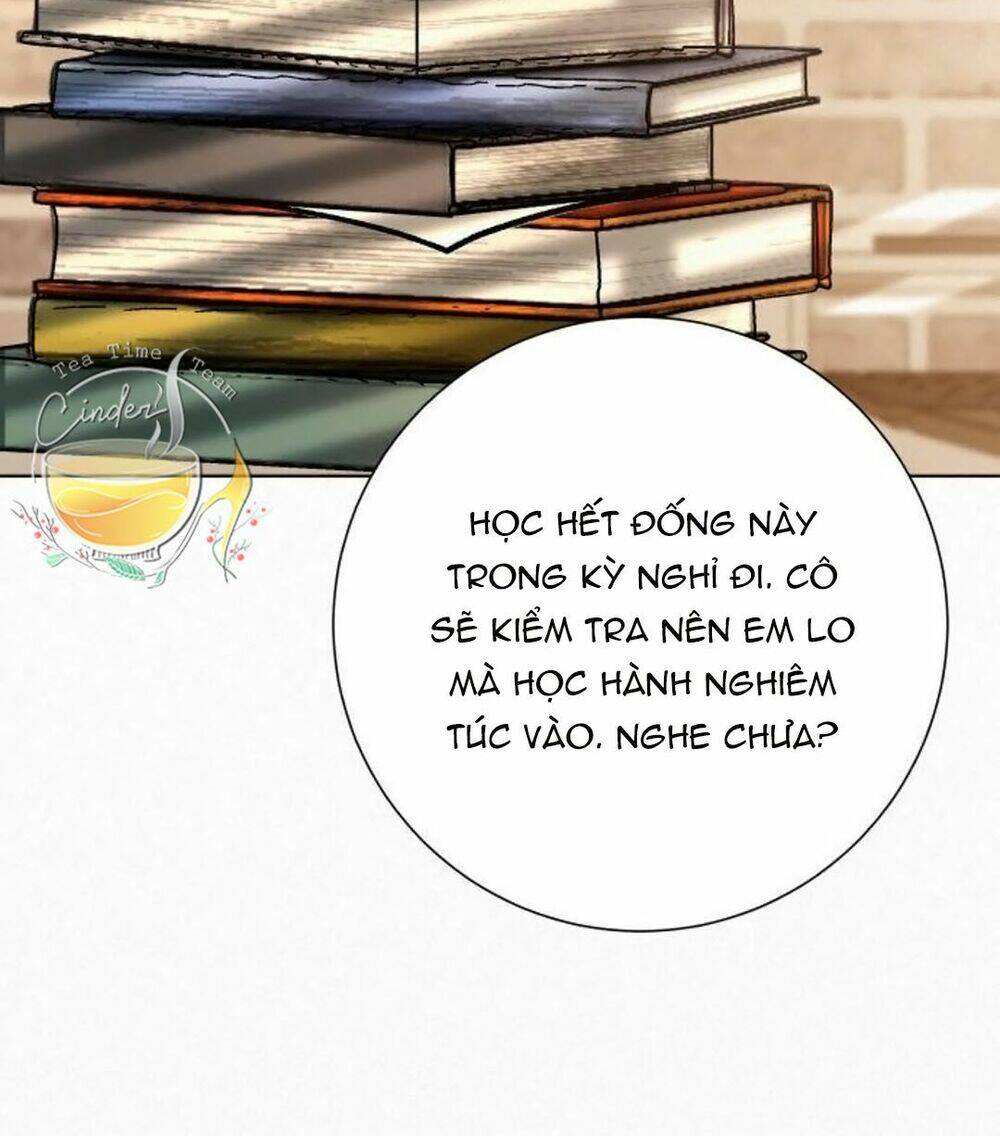 Tea Time Team
Cinder's
HỌC HẾT ĐỐNG NÀY
TRONG KỲ NGHỈ ĐI. CÔ
SẼ KIỂM TRA NÊN EM LO
MÀ HỌC HÀNH NGHIÊM
TÚC VÀO. NGHE CHƯA?